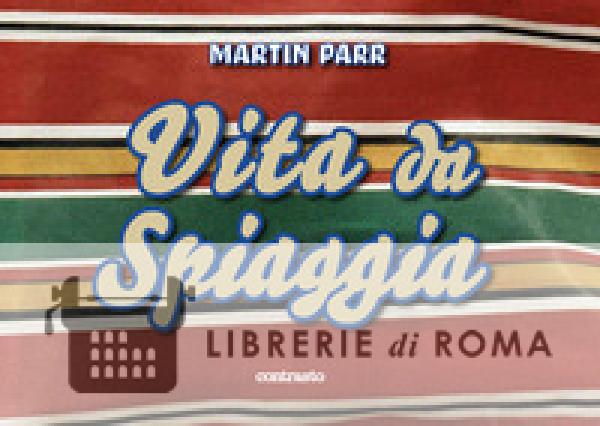 MARTIN PARR
Vita da
Spiaggia
LIBRERIE di ROMA
contrasto